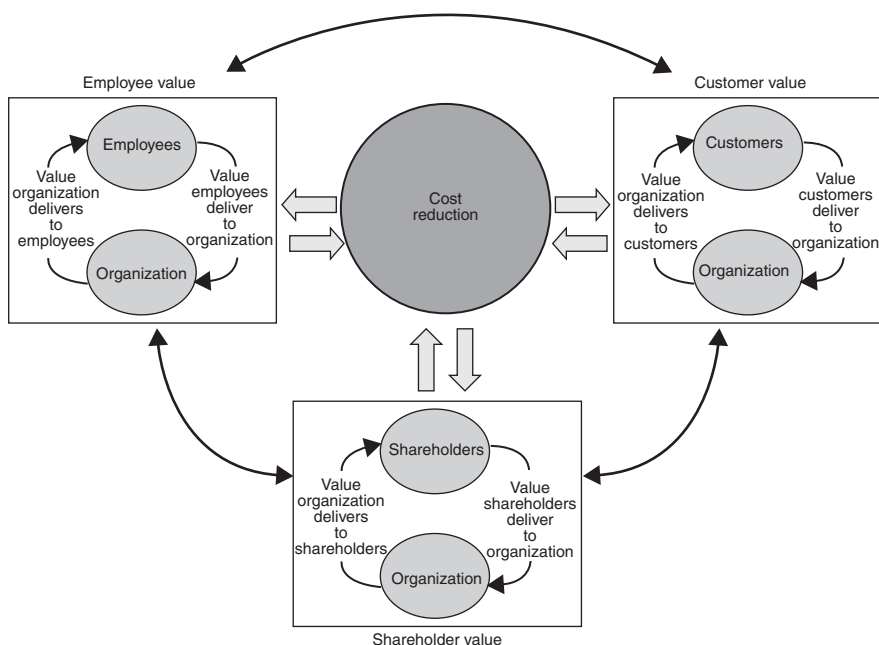 Employee value
Employees
Value
organization
delivers
to
employees
Value
employees
deliver
to
organization
Organization
Cost
reduction
Customer value
Customers
Value
organization
delivers
to
customers
Value
customers
deliver
to
organization
Organization
Shareholders
Value
organization
delivers
to
shareholders
Value
shareholders
deliver
to
organization
Organization
Shareholder value